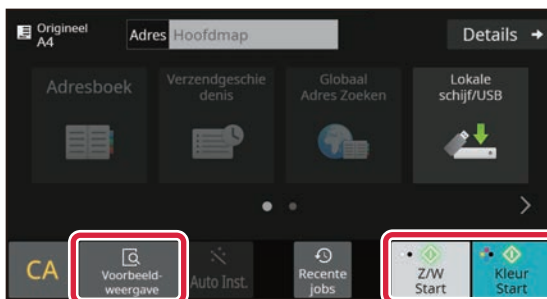 Origineel
A4
Adres Hoofdmap
Details
Adresboek
Verzendgeschie
denis
Globaal
Adres Zoeken
Lokale
schijf/USB
CA
Voorbeeld-
weergave
Auto Inst.
Recente
jobs
Z/W
Start
Kleur
Start